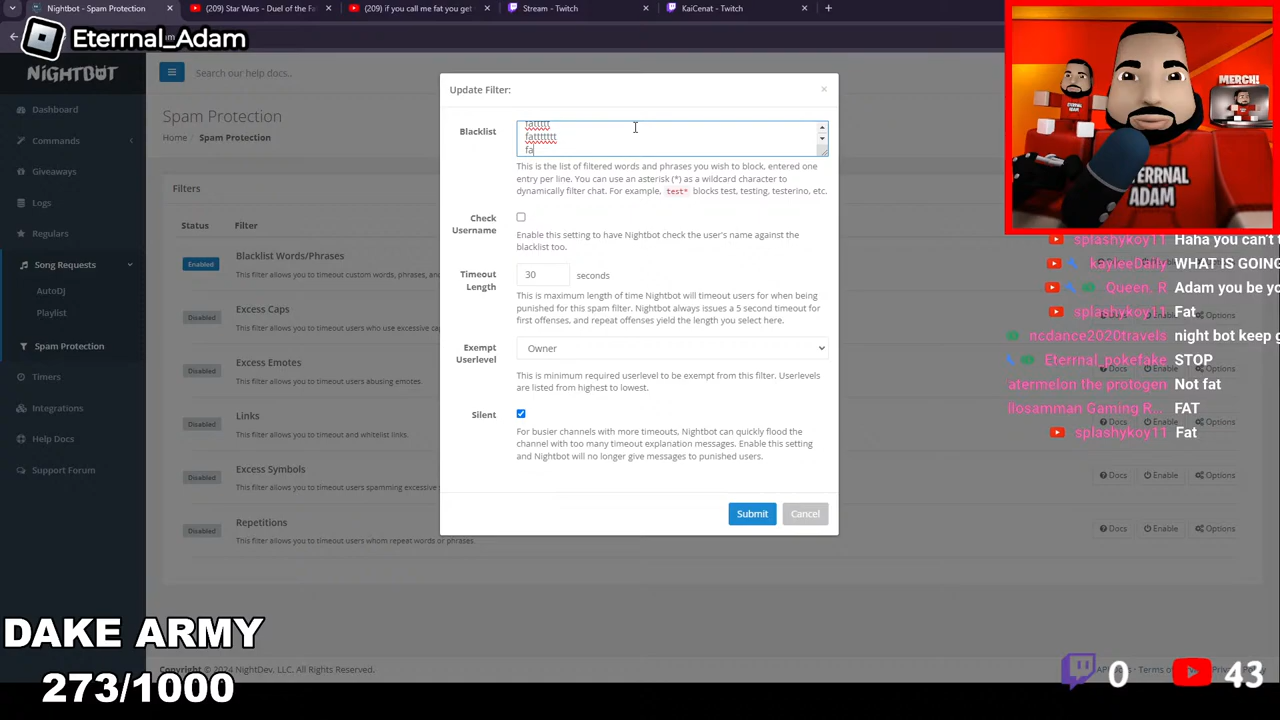 Nightbot - Spam Protection
(209) Star Wars - Duel of the Fa
(209) if you call me fat you get
Stream - Twitch
KaiCenat - Twitch
Eterrnal_Adam
NiGHTBOT
Search our help docs..
Dashboard
Commands
Giveaways
Logs
Regulars
Song Requests
AutoDJ
Playlist
Spam Protection
Timers
Integrations
Help Docs
Support Forum
Spam Protection
Home
Spam Protection
Filters
Status
Filter
Enabled
Blacklist Words/Phrases
This filter allows you to timeout custom words, phrases, and
Disabled
Excess Caps
This filter allows you to timeout users who use excessive ca
Disabled
Excess Emotes
This filter allows you to timeout users abusing emotes.
Disabled
Links
This filter allows you to timeout and whitelist links.
Disabled
Excess Symbols
This filter allows you to timeout users spamming excessive
Disabled
Repetitions
This filter allows you to timeout users whom repeat words or phrases.
Update Filter:
×
Blacklist
fattttt
fattttttt
fa
This is the list of filtered words and phrases you wish to block, entered one
entry per line. You can use an asterisk (*) as a wildcard character to
dynamically filter chat. For example, test* blocks test, testing, testerino, etc.
Check
Username
Enable this setting to have Nightbot check the user's name against the
blacklist too.
Timeout
Length
30
seconds
This is maximum length of time Nightbot will timeout users for when being
punished for this spam filter. Nightbot always issues a 5 second timeout for
first offenses, and repeat offenses yield the length you select here.
Exempt
Userlevel
Owner
This is minimum required userlevel to be exempt from this filter. Userlevels
are listed from highest to lowest.
Silent
For busier channels with more timeouts, Nightbot can quickly flood the
channel with too many timeout explanation messages. Enable this setting
and Nightbot will no longer give messages to punished users.
Submit
Cancel
MERCH!
ETERRNAL
ADAM
splashykoy11 Haha you can't t
kayleeDaily WHAT IS GOING
Queen. R Adam you be yo
splashykoy11 Fat.
ncdance2020travels night bot keep g
Eterrnal_pokefake STOP
atermelon the protogen Not fat
llosamman Gaming R... FAT
splashykoy11 Fat
Docs
Enable
Options
Docs
Enable
Options
DAKE ARMY
273/1000
Copyright © 2024 NightDev, LLC. All Rights Reserved.
0
43